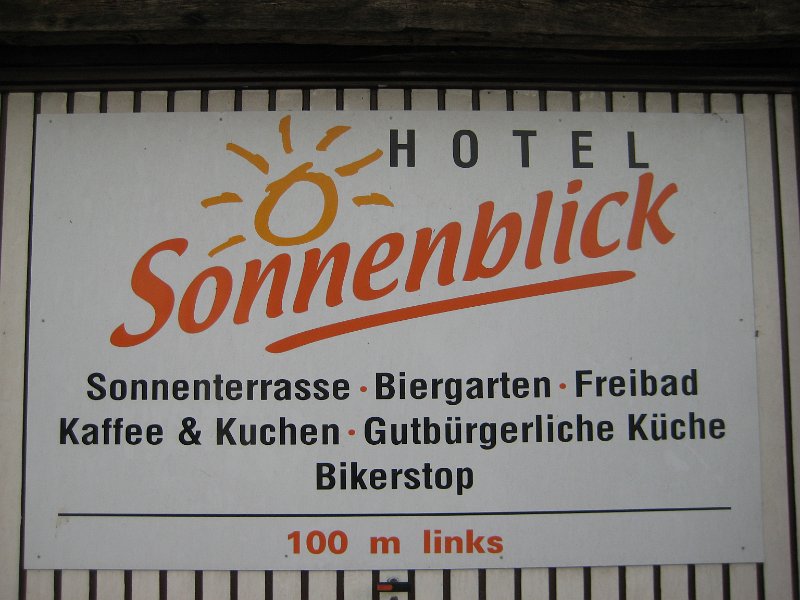 HOTEL
Sonnenblick
Sonnenterrasse · Biergarten · Freibad
Kaffee & Kuchen · Gutbürgerliche Küche
Bikerstop
100 m links